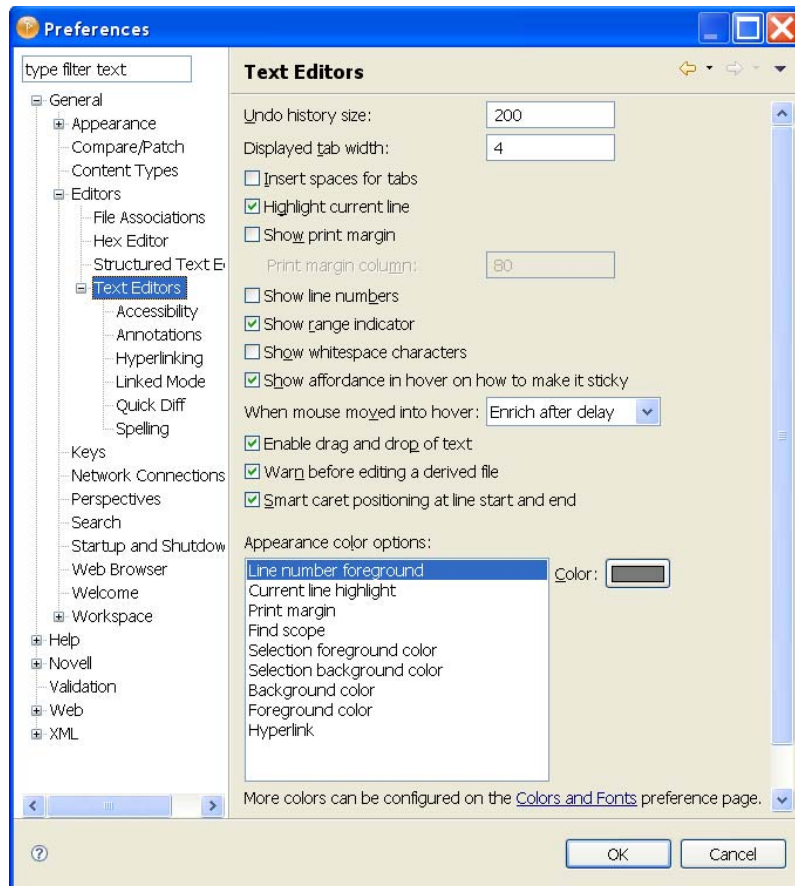 Preferences
type filter text
General
Appearance
Compare/Patch
Content Types
Editors
File Associations
Hex Editor
Structured Text E
Text Editors
Accessibility
Annotations
Hyperlinking
Linked Mode
Quick Diff
Spelling
Keys
Network Connections
Perspectives
Search
Startup and Shutdow
Web Browser
Welcome
Workspace
Help
Novell
Validation
Web
XML
Text Editors
Undo history size: 200
Displayed tab width: 4
Insert spaces for tabs
Highlight current line
Show print margin
Print margin column: 80
Show line numbers
Show range indicator
Show whitespace characters
Show affordance in hover on how to make it sticky
When mouse moved into hover: Enrich after delay
Enable drag and drop of text
Warn before editing a derived file
Smart caret positioning at line start and end
Appearance color options:
Line number foreground Color:
Current line highlight
Print margin
Find scope
Selection foreground color
Selection background color
Background color
Foreground color
Hyperlink
More colors can be configured on the Colors and Fonts preference page.
? OK Cancel